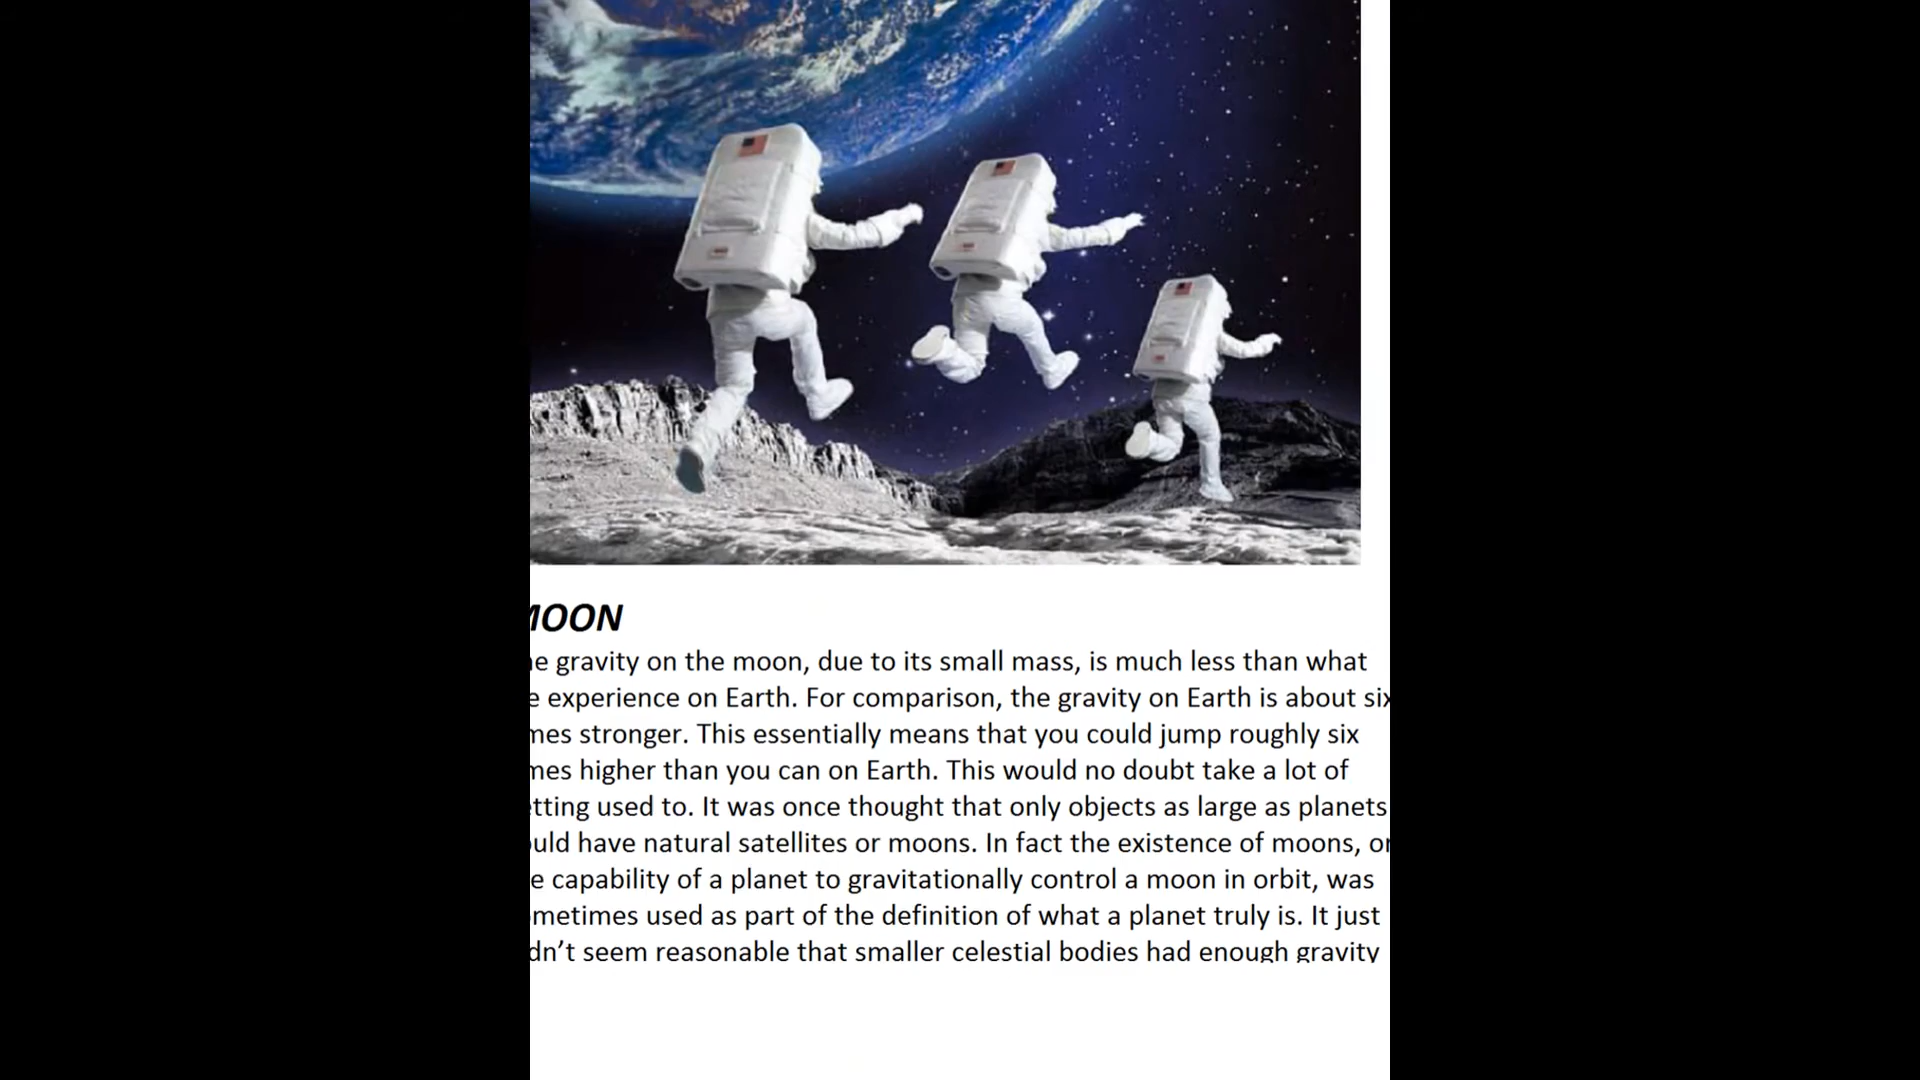 MOON
he gravity on the moon, due to its small mass, is much less than what
e experience on Earth. For comparison, the gravity on Earth is about six
mes stronger. This essentially means that you could jump roughly six
mes higher than you can on Earth. This would no doubt take a lot of
etting used to. It was once thought that only objects as large as planets
ould have natural satellites or moons. In fact the existence of moons, or
e capability of a planet to gravitationally control a moon in orbit, was
ometimes used as part of the definition of what a planet truly is. It just
dn’t seem reasonable that smaller celestial bodies had enough gravity